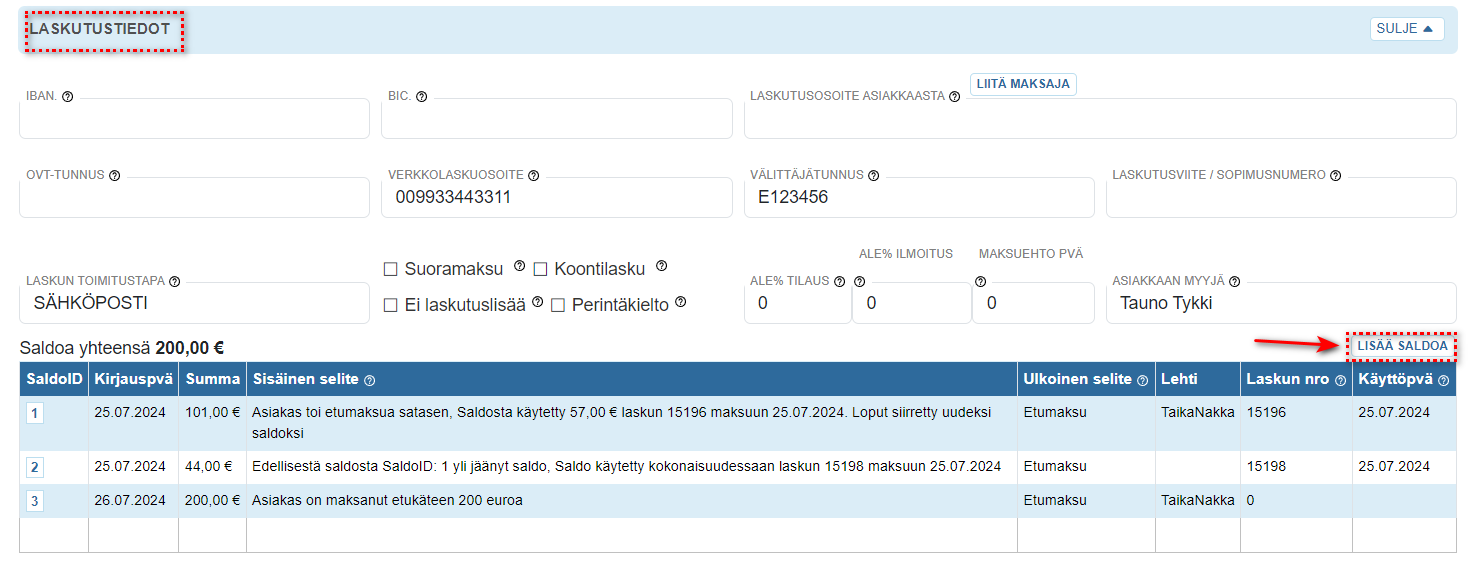 LASKUTUSTIEDOT
SULJE
LIITÄ MAKSAJA
IBAN.
BIC.
LASKUTUSOSOITE ASIAKKAASTA
OVT-TUNNUS
VERKKOLASKUOSOITE
VÄLITTÄJÄTUNNUS
LASKUTUSVIITE / SOPIMUSNUMERO
009933443311
E123456
ALE% ILMOITUS
MAKSUEHTO PVÄ
Suoramaksu
Koontilasku
LASKUN TOIMITUSTAPA
ALE% TILAUS
ASIAKKAAN MYYJÄ
SÄHKÖPOSTI
Ei laskutuslisää
Perintäkielto
0
0
0
Tauno Tykki
Saldoa yhteensä 200,00 €
LISÄÄ SALDOA
SaldoID Kirjauspvä Summa Sisäinen selite Ulkoinen selite Lehti Laskun nro Käyttöpvä
1 25.07.2024 101,00 € Asiakas toi etumaksua satasen, Saldosta käytetty 57,00 € laskun 15196 maksuun 25.07.2024. Loput siirretty uudeksi Etumaksu TaikaNakka 15196 25.07.2024
saldoksi
2 25.07.2024 44,00 € Edellisestä saldosta SaldoID: 1 yli jäänyt saldo, Saldo käytetty kokonaisuudessaan laskun 15198 maksuun 25.07.2024 Etumaksu 15198 25.07.2024
3 26.07.2024 200,00 € Asiakas on maksanut etukäteen 200 euroa Etumaksu TaikaNakka 0